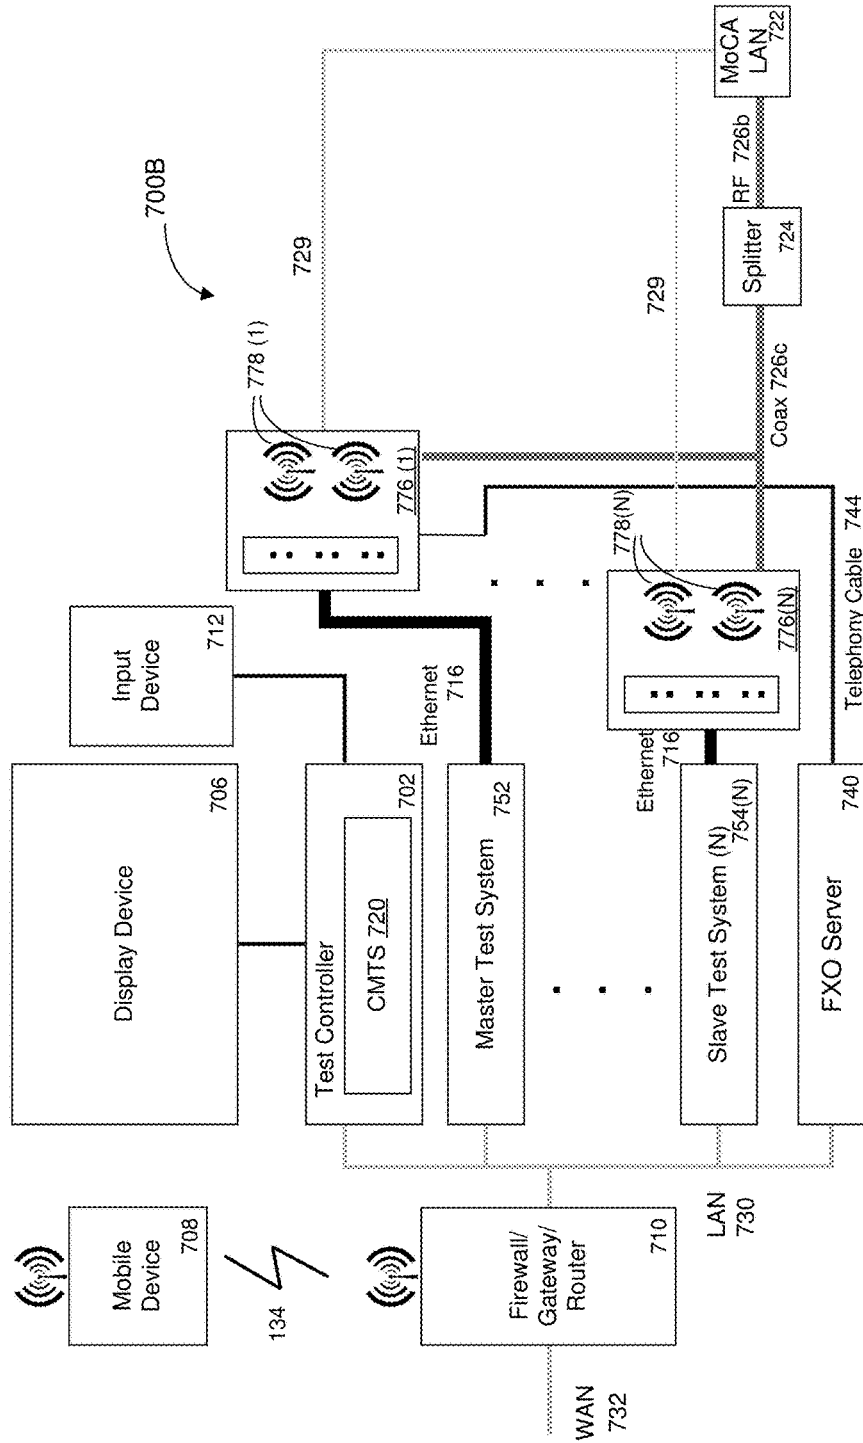 700B
Mobile
Device
708
134
Firewall/
Gateway/
Router
710
WAN
732
LAN
730
Display Device
706
Input
Device
712
Test Controller
702
CMTS 720
Master Test System
752
Ethernet
716
Slave Test System (N)
754(N)
Ethernet
716
FXO Server
740
Telephony Cable 744
776 (1)
778 (1)
776(N)
778(N)
729
729
Coax 726c
Splitter
724
RF 726b
MoCA
LAN
722